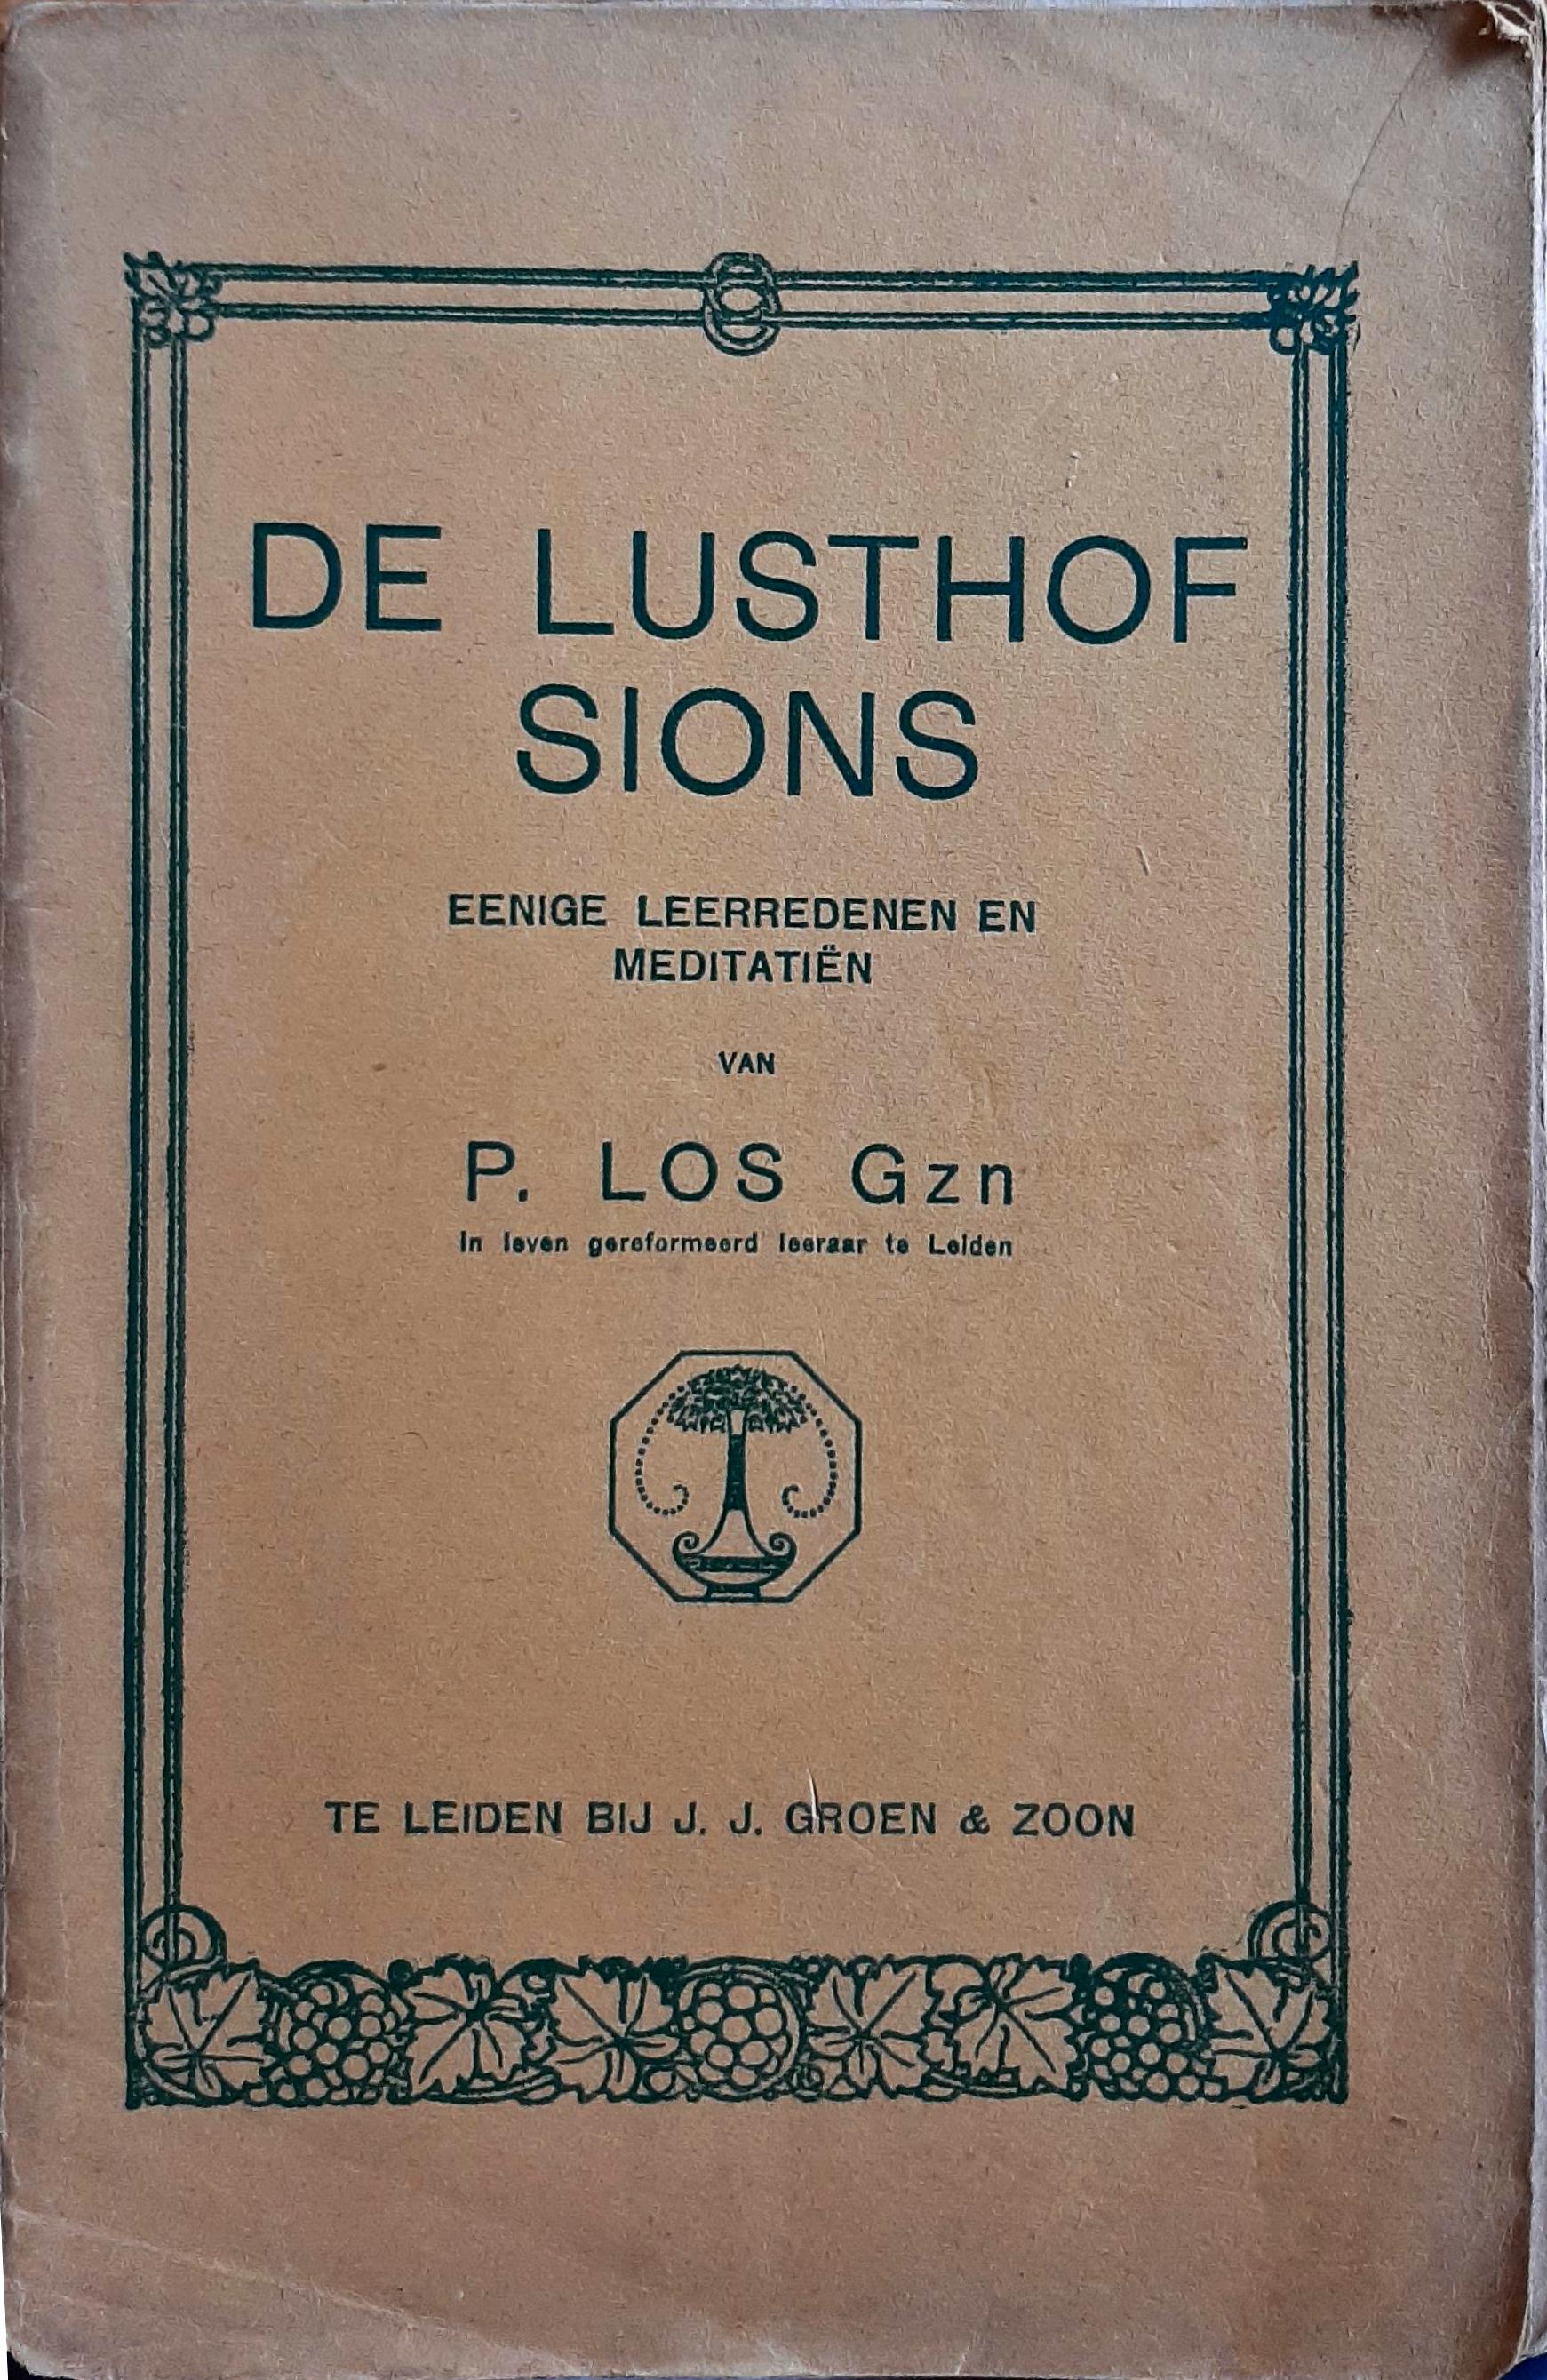 DE LUSTHOF
SIONS
EENIGE LEERREDENEN EN
MEDITATIËN
VAN
P. LOS Gzn
In leven gereformeerd leeraar te Leiden
TE LEIDEN BIJ J. J. GROEN & ZOON